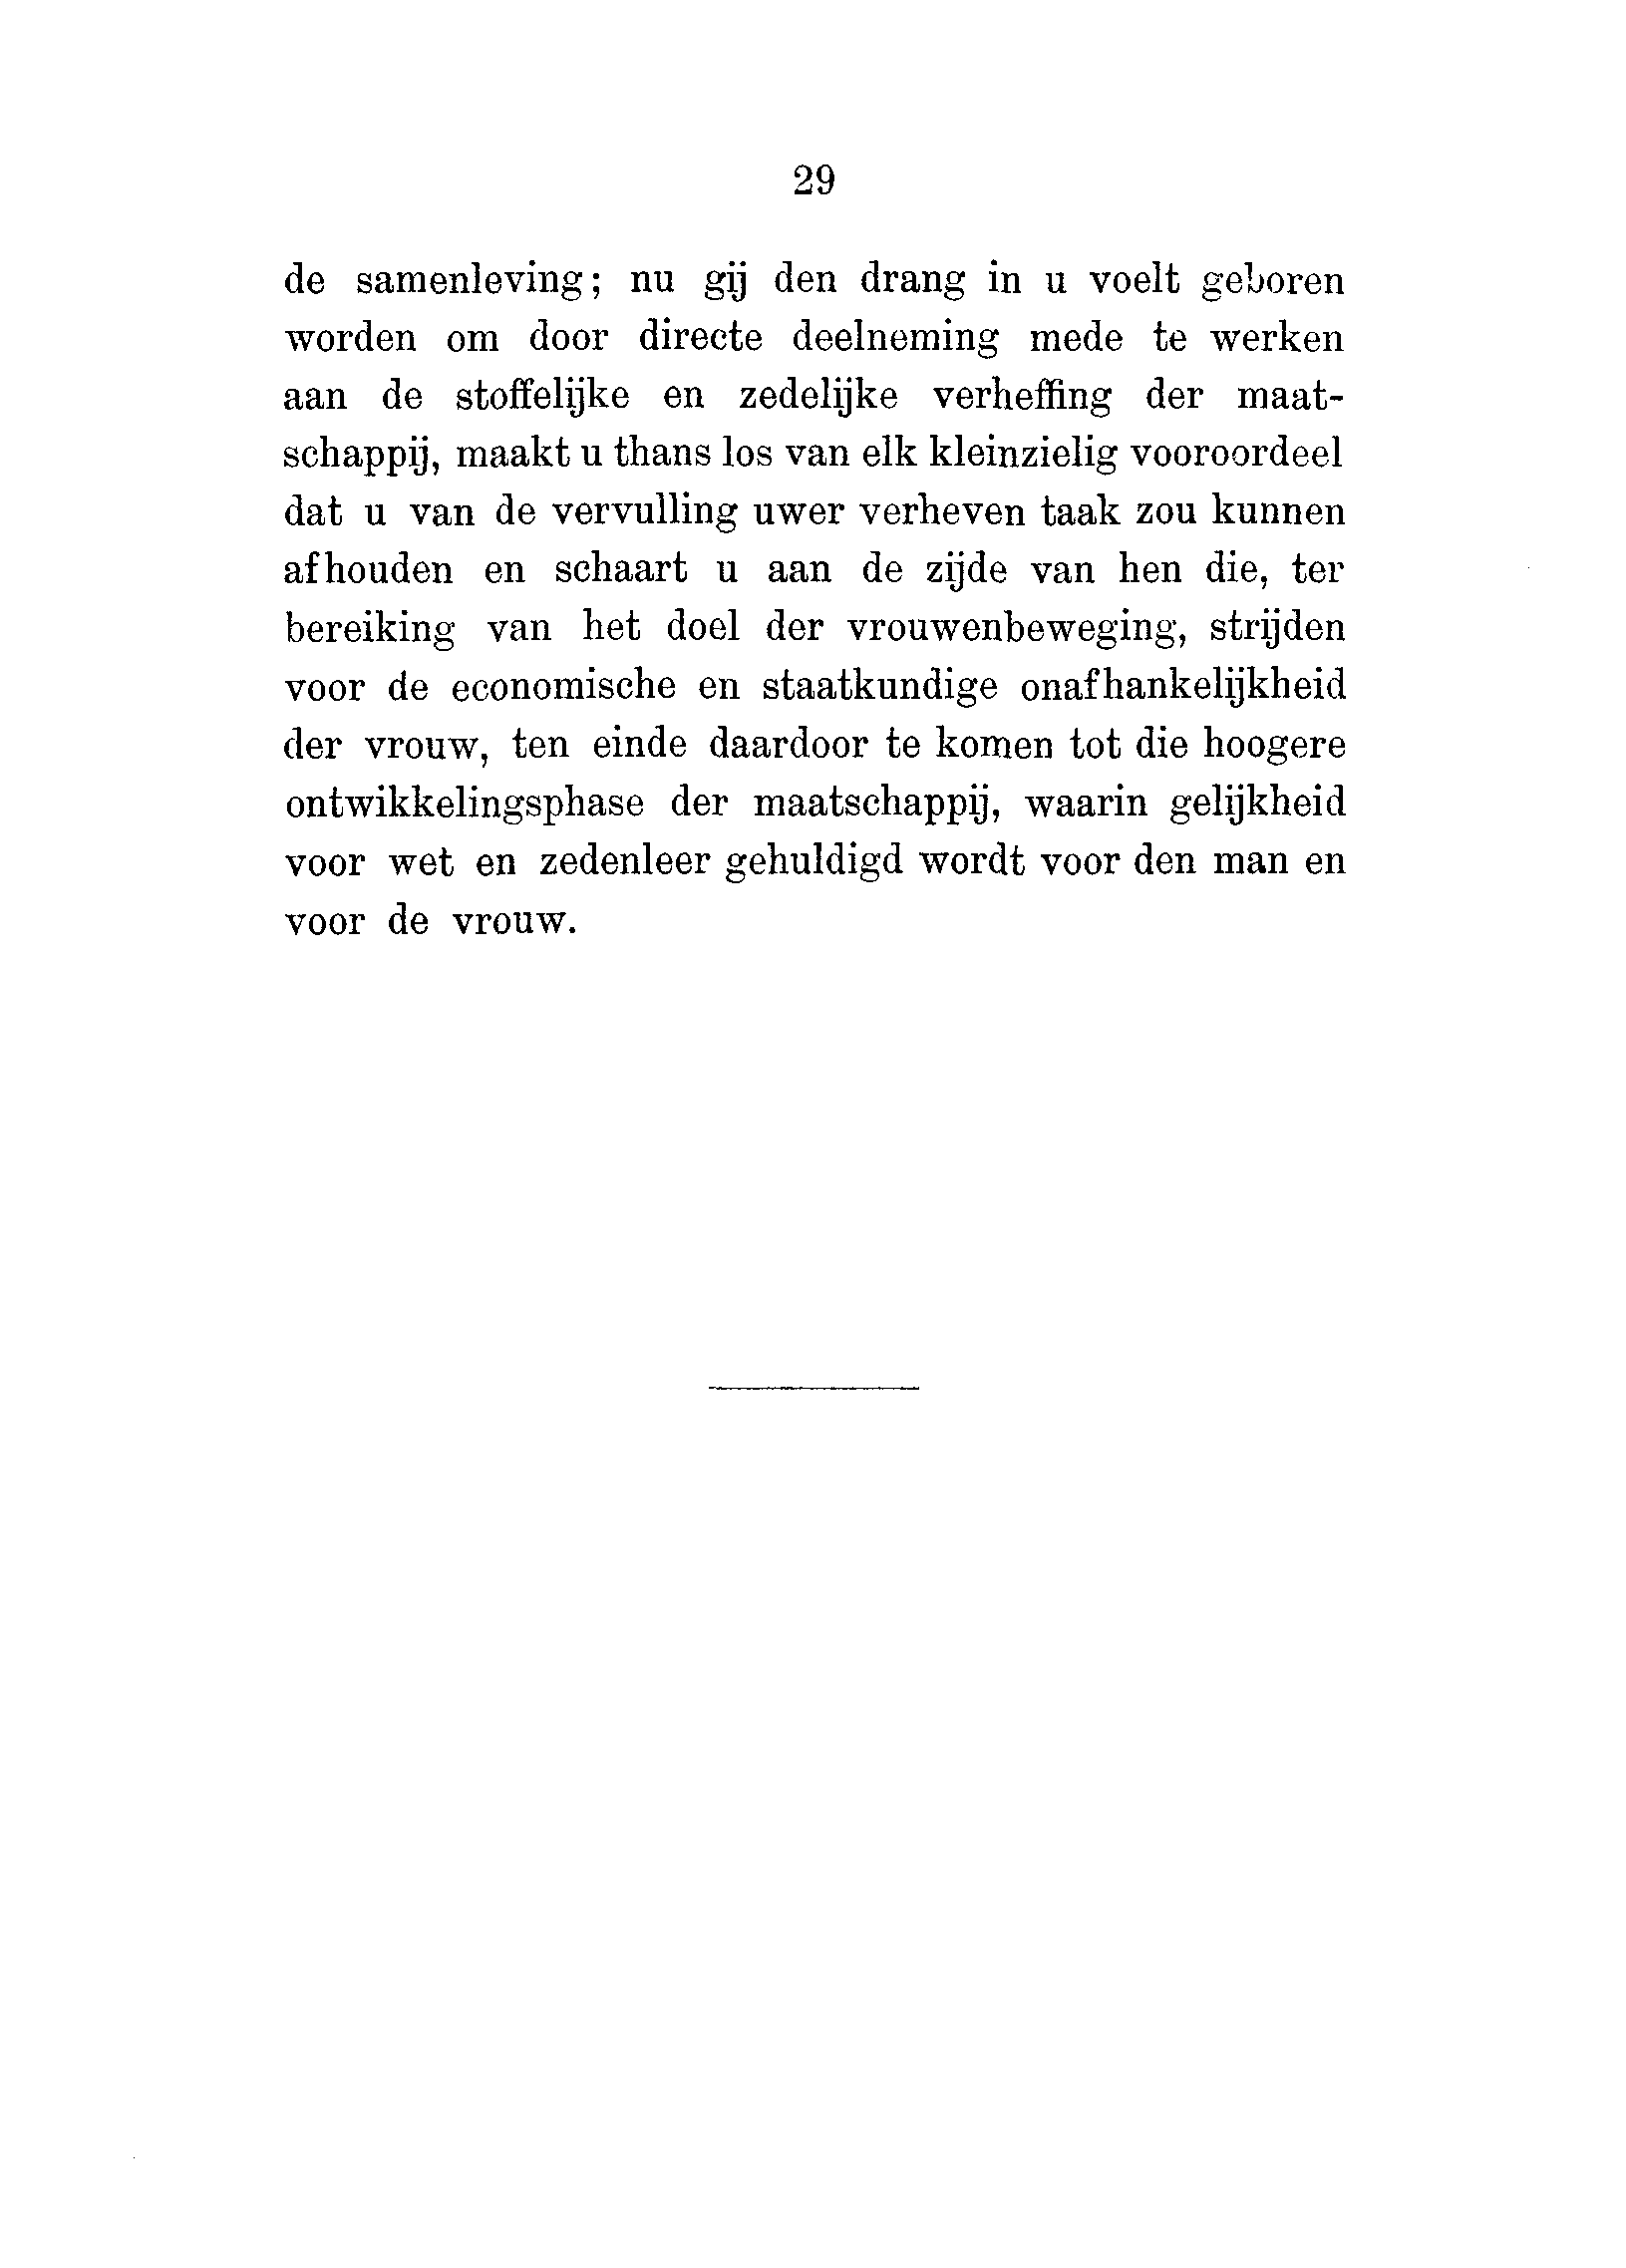 29
de samenleving; nu gij den drang in u voelt geboren
worden om door directe deelneming mede te werken
aan de stoffelijke en zedelijke verheffing der maat-
schappij, maakt u thans los van elk kleinzielig vooroordeel
dat u van de vervulling uwer verheven taak zou kunnen
afhouden en schaart u aan de zijde van hen die, ter
bereiking van het doel der vrouwenbeweging, strijden
voor de economische en staatkundige onafhankelijkheid
der vrouw, ten einde daardoor te komen tot die hoogere
ontwikkelingsphase der maatschappij, waarin gelijkheid
voor wet en zedenleer gehuldigd wordt voor den man en
voor de vrouw.